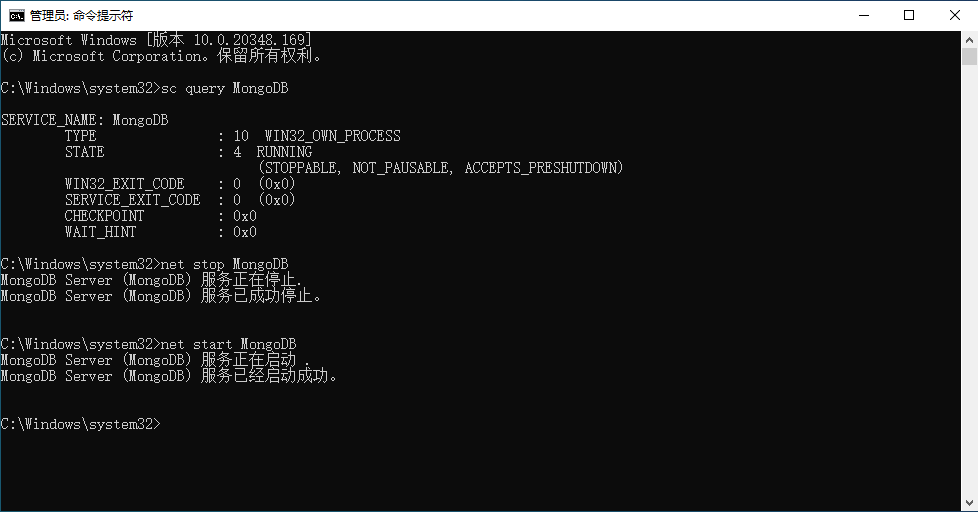 管理员: 命令提示符
Microsoft Windows [版本 10.0.20348.169]
(c) Microsoft Corporation。保留所有权利。
C:\Windows\system32>sc query MongoDB
SERVICE_NAME: MongoDB
TYPE : 10 WIN32_OWN_PROCESS
STATE : 4 RUNNING
(STOPPABLE, NOT_PAUSABLE, ACCEPTS_PRESHUTDOWN)
WIN32_EXIT_CODE : 0 (0x0)
SERVICE_EXIT_CODE : 0 (0x0)
CHECKPOINT : 0x0
WAIT_HINT : 0x0
C:\Windows\system32>net stop MongoDB
MongoDB Server (MongoDB) 服务正在停止.
MongoDB Server (MongoDB) 服务已成功停止。
C:\Windows\system32>net start MongoDB
MongoDB Server (MongoDB) 服务正在启动 .
MongoDB Server (MongoDB) 服务已经启动成功。
C:\Windows\system32>